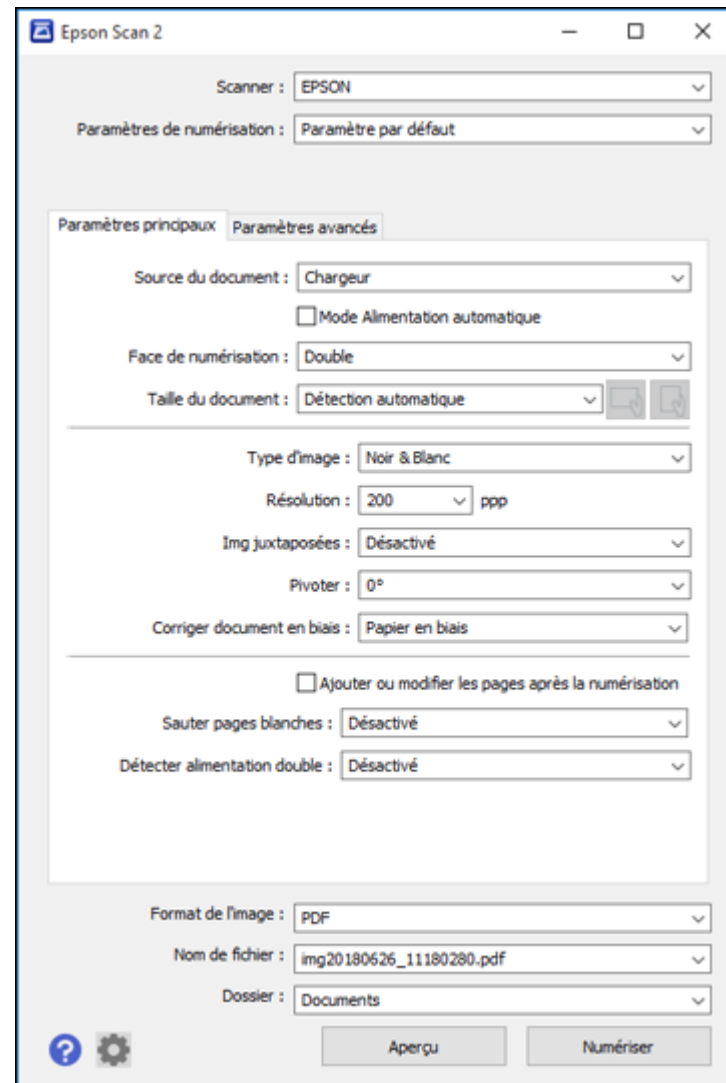 Epson Scan 2
Scanner : EPSON
Paramètres de numérisation : Paramètre par défaut
Paramètres principaux Paramètres avancés
Source du document : Chargeur
Mode Alimentation automatique
Face de numérisation : Double
Taille du document : Détection automatique
Type d'image : Noir & Blanc
Résolution : 200 ppp
Img juxtaposées : Désactivé
Pivoter : 0°
Corriger document en biais : Papier en biais
Ajouter ou modifier les pages après la numérisation
Sauter pages blanches : Désactivé
Détecter alimentation double : Désactivé
Format de l'image : PDF
Nom de fichier : img20180626_11180280.pdf
Dossier : Documents
? Aperçu Numériser